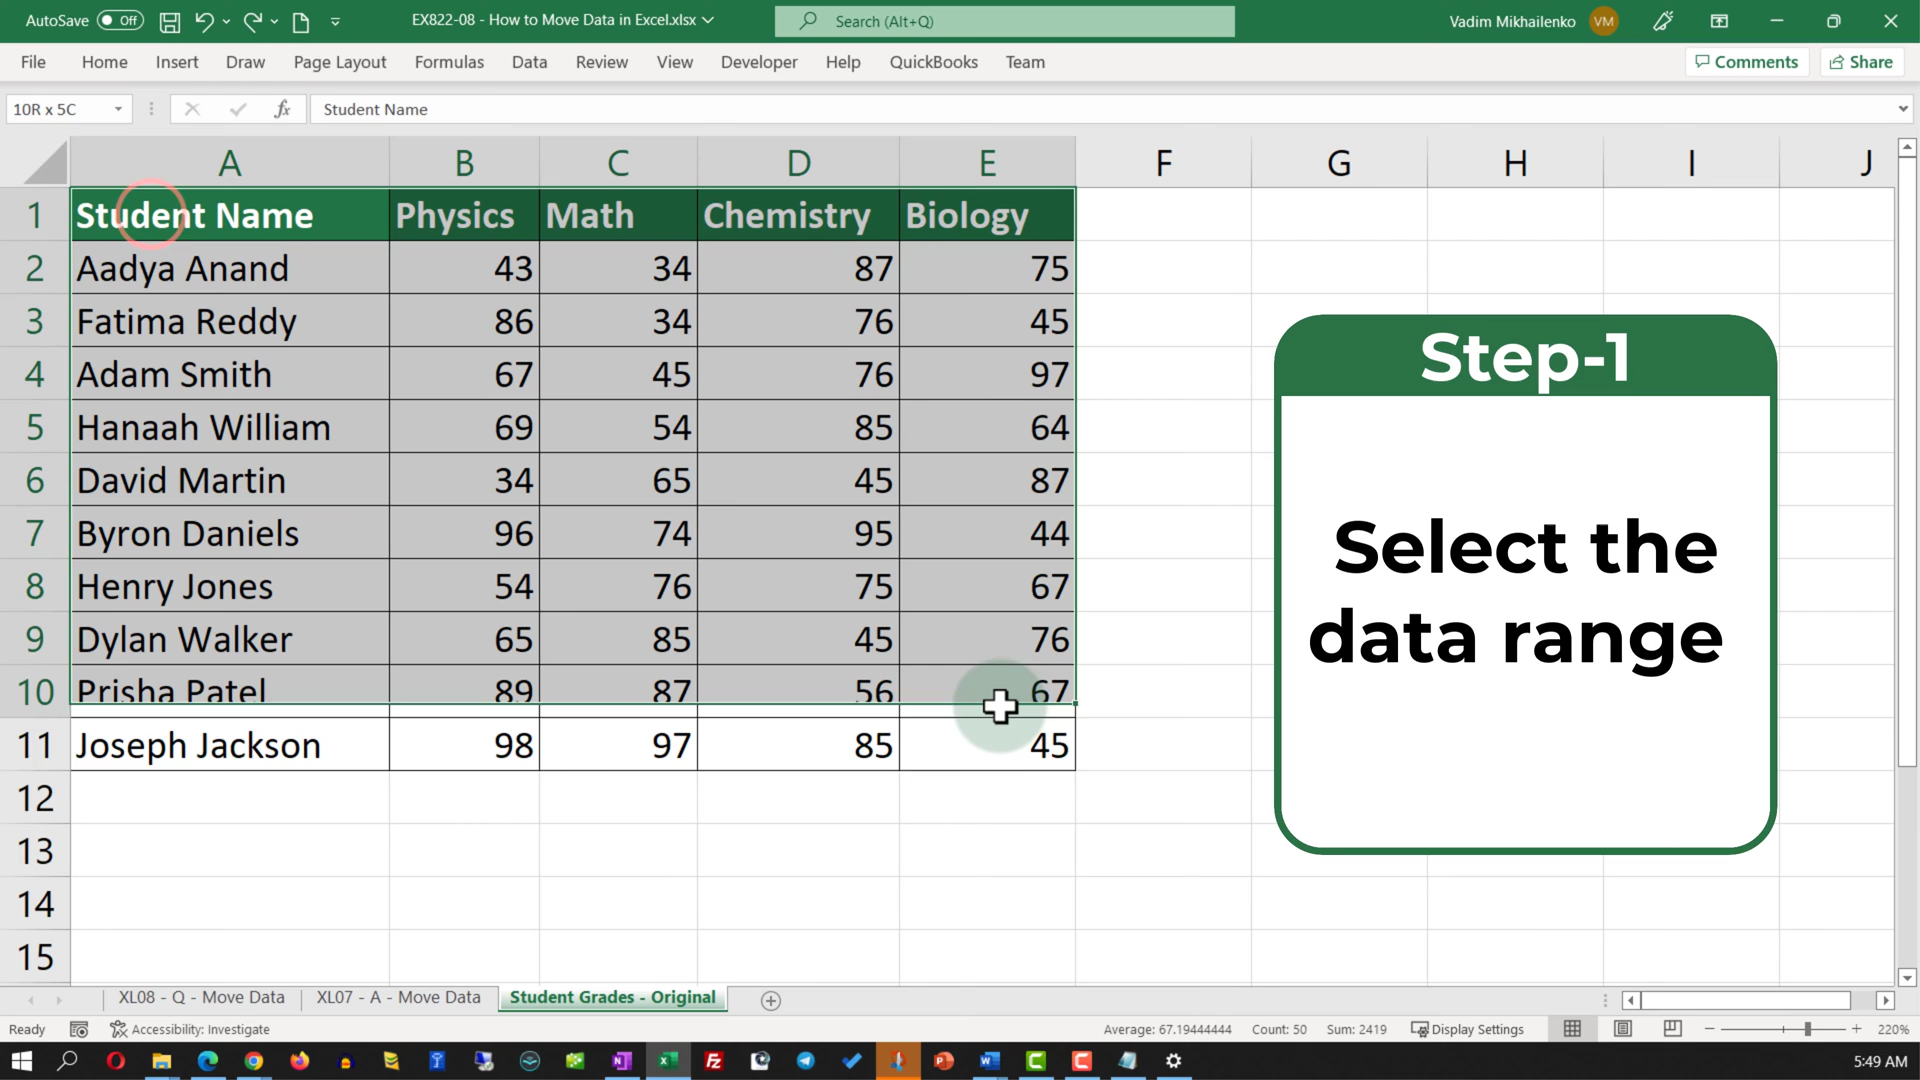 AutoSave Off EX822-08 - How to Move Data in Excel.xlsx Search (Alt+Q) Vadim Mikhailenko VM
File Home Insert Draw Page Layout Formulas Data Review View Developer Help QuickBooks Team Comments Share
10R x 5C fx Student Name
A B C D E F G H I J
1 Student Name Physics Math Chemistry Biology
2 Aadya Anand 43 34 87 75
3 Fatima Reddy 86 34 76 45
4 Adam Smith 67 45 76 97
5 Hanaah William 69 54 85 64
6 David Martin 34 65 45 87
7 Byron Daniels 96 74 95 44
8 Henry Jones 54 76 75 67
9 Dylan Walker 65 85 45 76
10 Prisha Patel 89 87 56 67
11 Joseph Jackson 98 97 85 45
12
13
14
15
Step-1
Select the
data range
XL08 - Q - Move Data XL07 - A - Move Data Student Grades - Original
Ready Accessibility: Investigate Average: 67.19444444 Count: 50 Sum: 2419 Display Settings 220%
5:49 AM